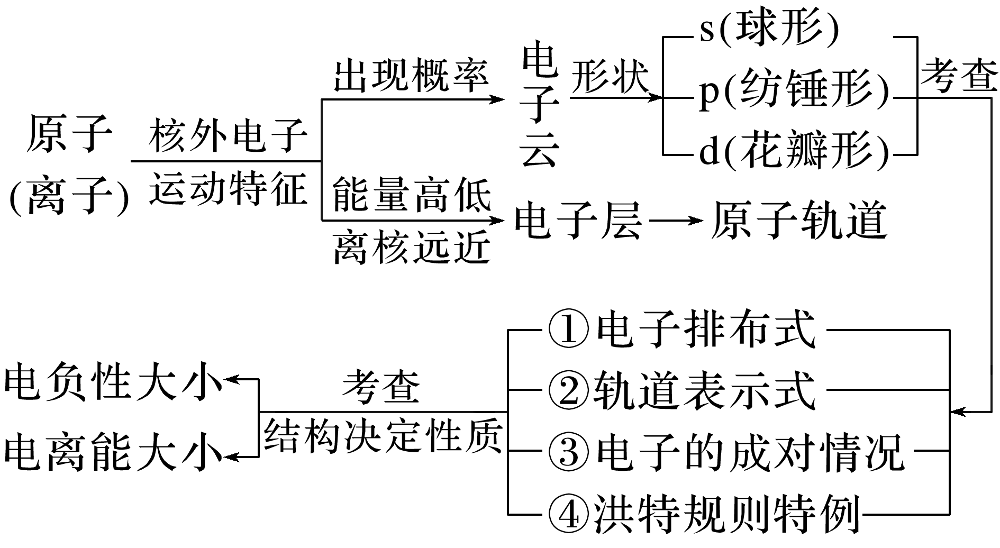 原子
(离子)
核外电子
运动特征
出现概率
电子云
形状
s(球形)
p(纺锤形)
d(花瓣形)
考查
能量高低
离核远近
电子层
原子轨道
①电子排布式
②轨道表示式
③电子的成对情况
④洪特规则特例
考查
结构决定性质
电负性大小
电离能大小